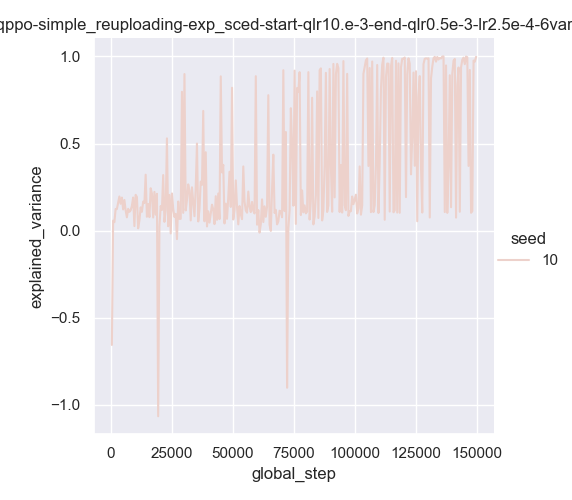 qppo-simple_reuploading-exp_sced-start-qlr10.e-3-end-qlr0.5e-3-lr2.5e-4-6var
1.0
0.5
0.0
−0.5
−1.0
explained_variance
0 25000 50000 75000 100000 125000 150000
global_step
seed
10